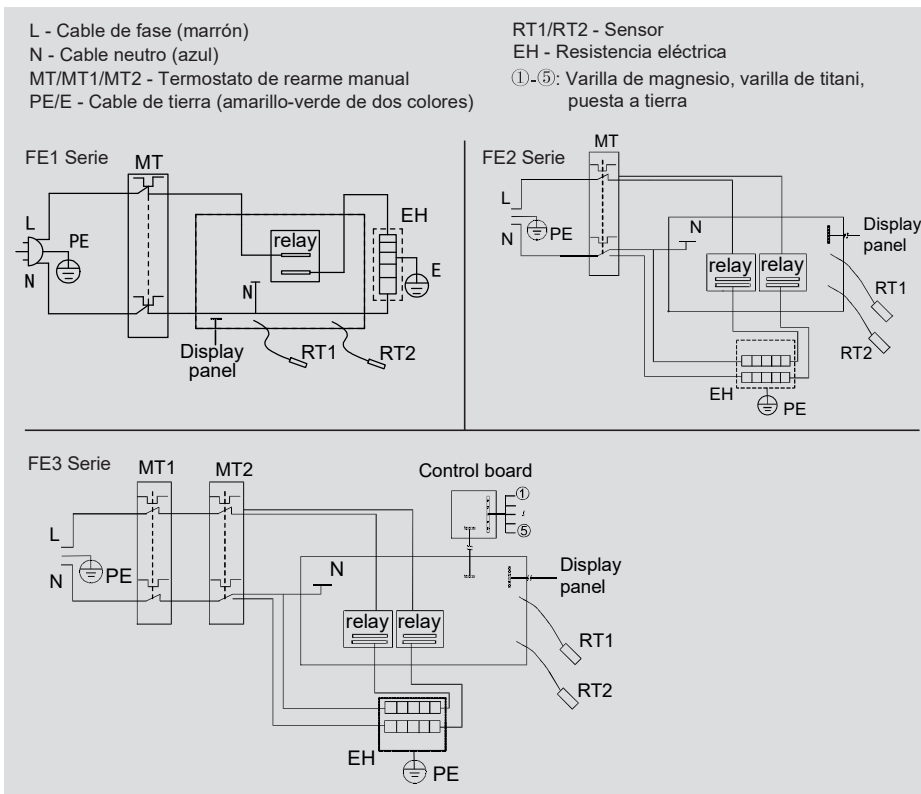 L - Cable de fase (marrón)
N - Cable neutro (azul)
MT/MT1/MT2 - Termostato de rearme manual
PE/E - Cable de tierra (amarillo-verde de dos colores)
RT1/RT2 - Sensor
EH - Resistencia eléctrica
①-⑤: Varilla de magnesio, varilla de titani,
puesta a tierra
FE1 Serie
MT
L
PE
N
relay
N
EH
E
Display
panel
RT1
RT2
FE2 Serie
MT
L
N
PE
N
Display
panel
relay
relay
RT1
RT2
EH
PE
FE3 Serie
MT1
MT2
Control board
①
⑤
L
N
PE
N
Display
panel
relay
relay
RT1
RT2
EH
PE